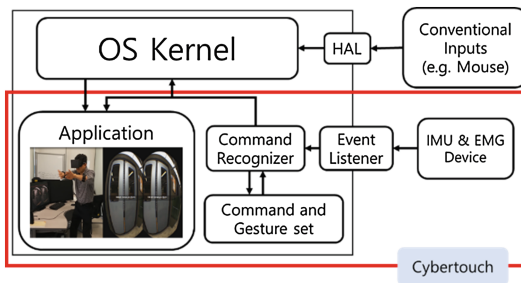 OS Kernel
HAL
Conventional
Inputs
(e.g. Mouse)
Application
Command
Recognizer
Event
Listener
IMU & EMG
Device
Command and
Gesture set
Cybertouch